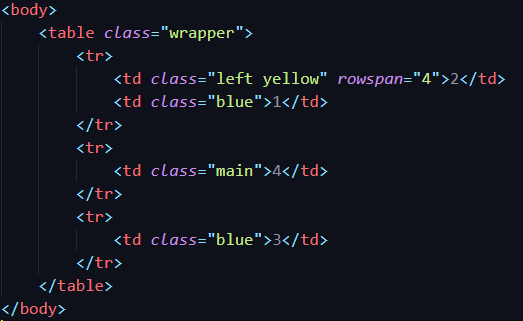 <body>
<table class="wrapper">
<tr>
<td class="left yellow" rowspan="4">2</td>
<td class="blue">1</td>
</tr>
<tr>
<td class="main">4</td>
</tr>
<tr>
<td class="blue">3</td>
</tr>
</table>
</body>